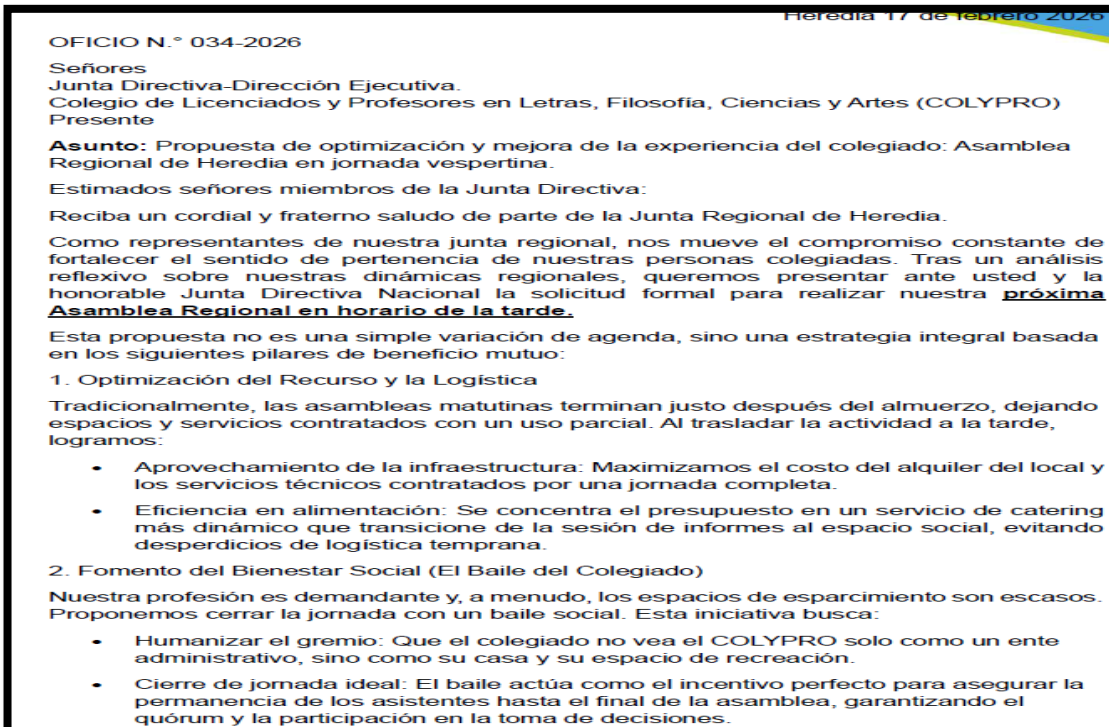 Heredia 17 de febrero 2026
OFICIO N.° 034-2026
Señores
Junta Directiva-Dirección Ejecutiva.
Colegio de Licenciados y Profesores en Letras, Filosofía, Ciencias y Artes (COLYPRO)
Presente
Asunto: Propuesta de optimización y mejora de la experiencia del colegiado: Asamblea
Regional de Heredia en jornada vespertina.
Estimados señores miembros de la Junta Directiva:
Reciba un cordial y fraterno saludo de parte de la Junta Regional de Heredia.
Como representantes de nuestra junta regional, nos mueve el compromiso constante de
fortalecer el sentido de pertenencia de nuestras personas colegiadas. Tras un análisis
reflexivo sobre nuestras dinámicas regionales, queremos presentar ante usted y la
honorable Junta Directiva Nacional la solicitud formal para realizar nuestra próxima
Asamblea Regional en horario de la tarde.
Esta propuesta no es una simple variación de agenda, sino una estrategia integral basada
en los siguientes pilares de beneficio mutuo:
1. Optimización del Recurso y la Logística
Tradicionalmente, las asambleas matutinas terminan justo después del almuerzo, dejando
espacios y servicios contratados con un uso parcial. Al trasladar la actividad a la tarde,
logramos:
• Aprovechamiento de la infraestructura: Maximizamos el costo del alquiler del local y
los servicios técnicos contratados por una jornada completa.
• Eficiencia en alimentación: Se concentra el presupuesto en un servicio de catering
más dinámico que transicione de la sesión de informes al espacio social, evitando
desperdicios de logística temprana.
2. Fomento del Bienestar Social (El Baile del Colegiado)
Nuestra profesión es demandante y, a menudo, los espacios de esparcimiento son escasos.
Proponemos cerrar la jornada con un baile social. Esta iniciativa busca:
• Humanizar el gremio: Que el colegiado no vea el COLYPRO solo como un ente
administrativo, sino como su casa y su espacio de recreación.
• Cierre de jornada ideal: El baile actúa como el incentivo perfecto para asegurar la
permanencia de los asistentes hasta el final de la asamblea, garantizando el
quórum y la participación en la toma de decisiones.